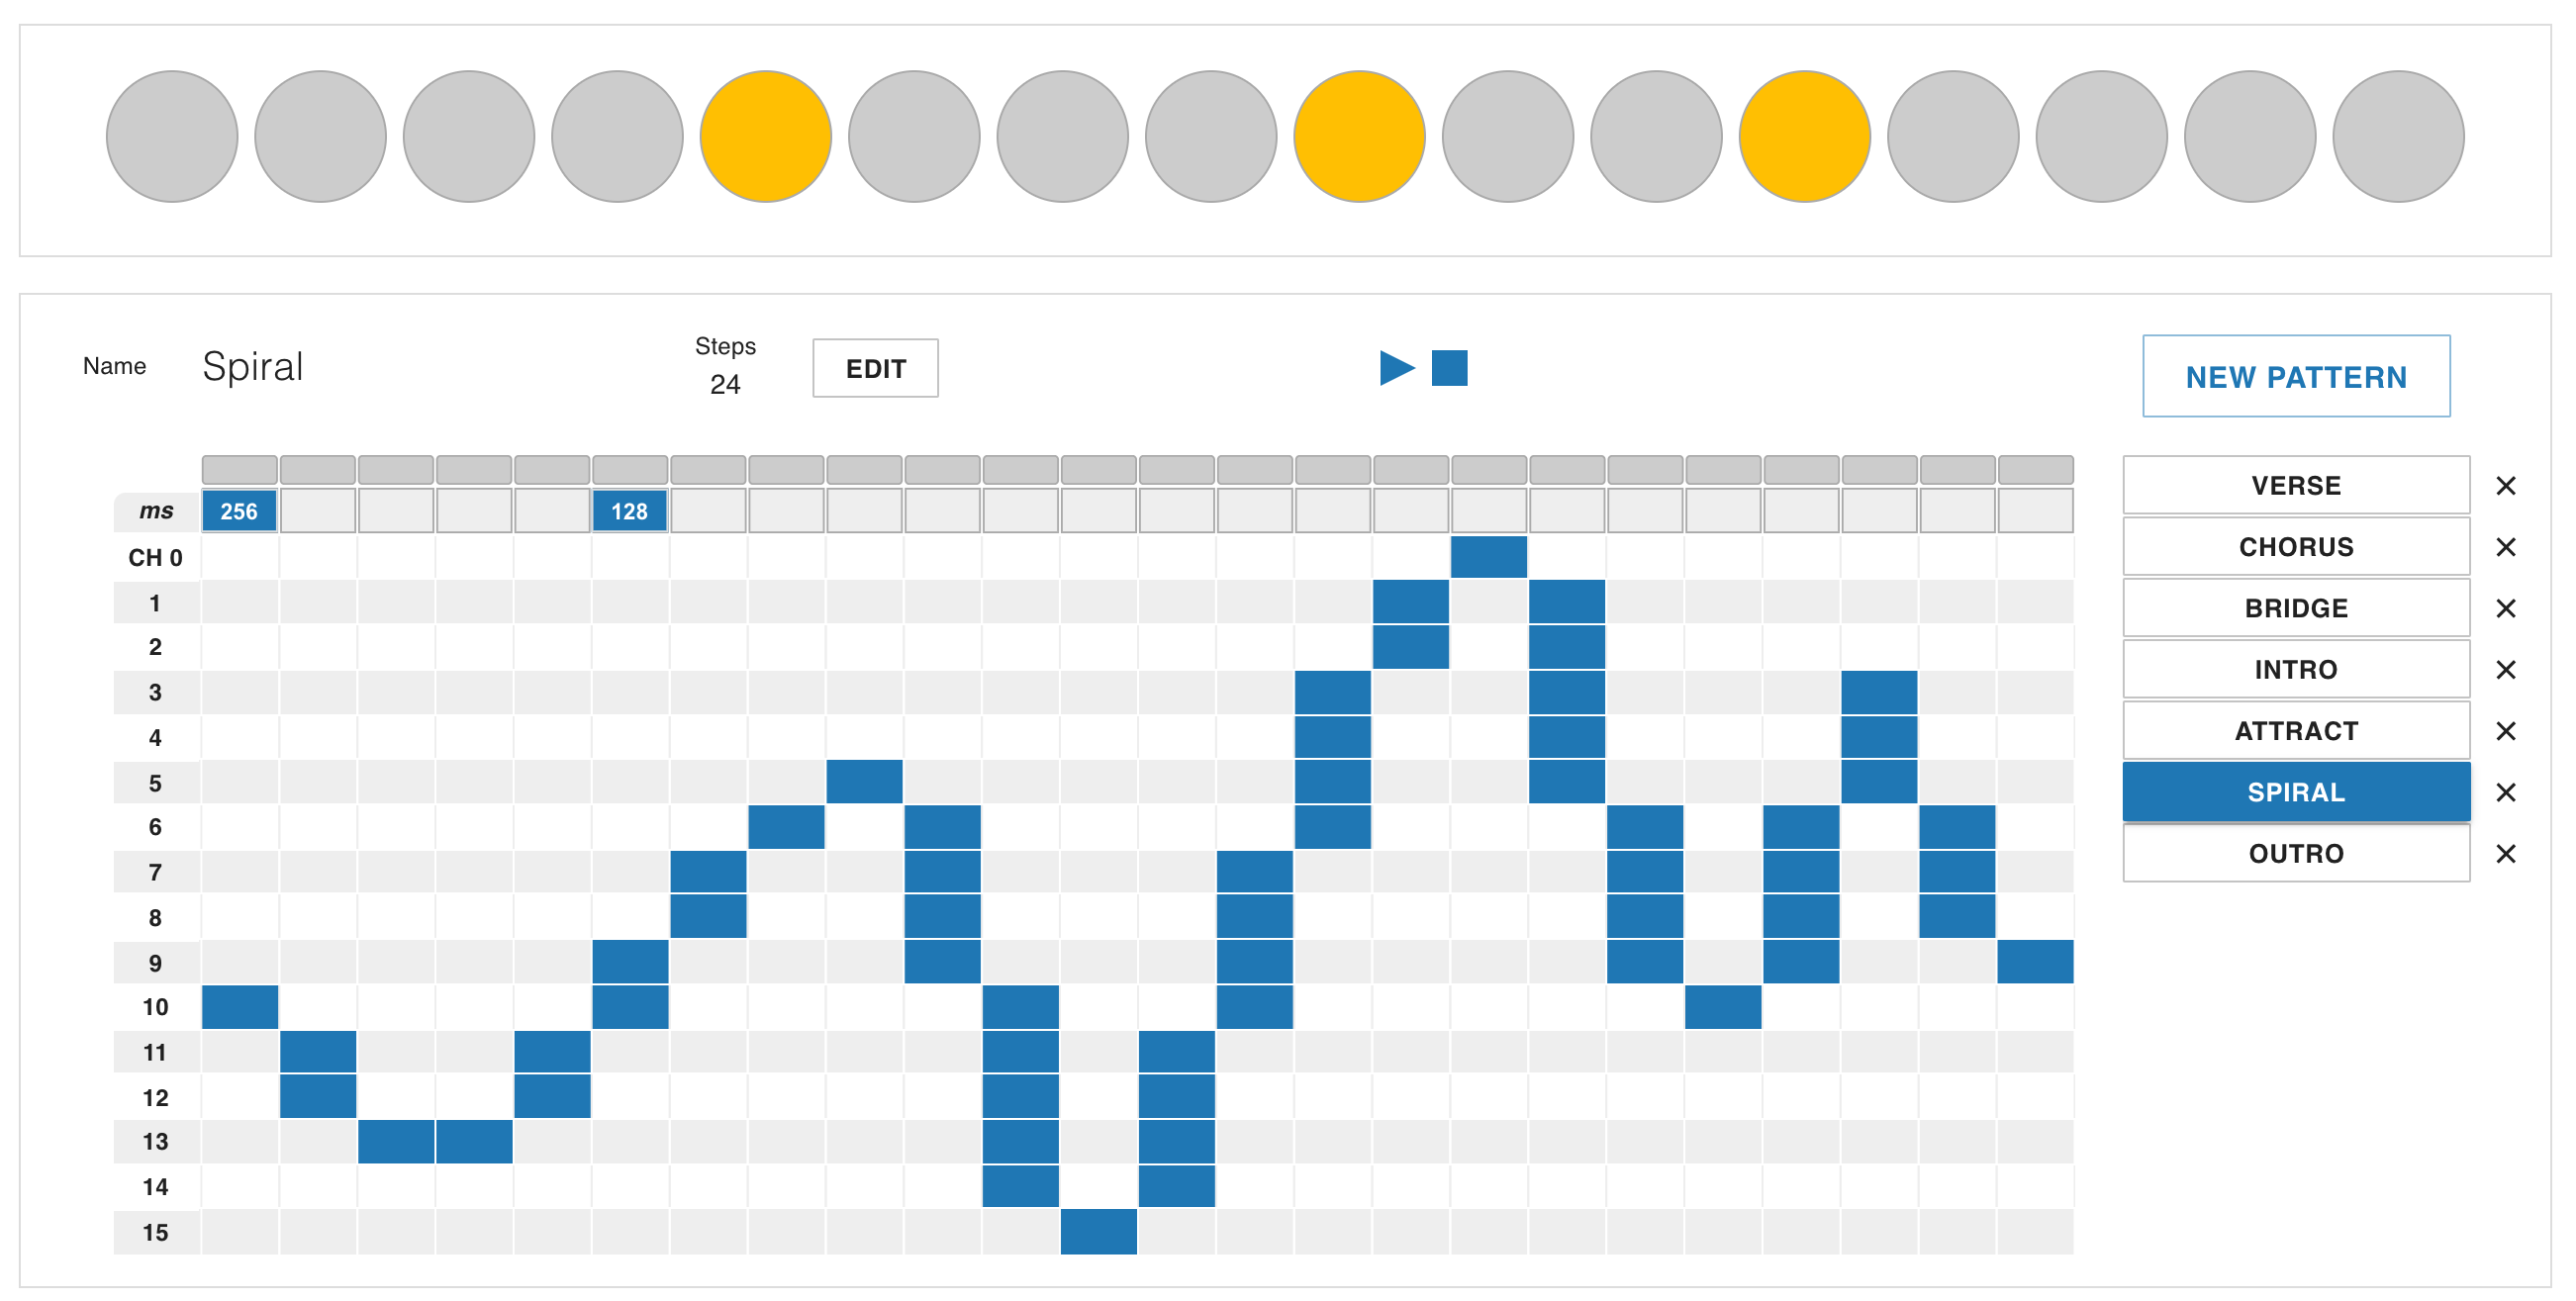 Name
Spiral
Steps
24
EDIT
NEW PATTERN
ms
256
128
CH 0
1
2
3
4
5
6
7
8
9
10
11
12
13
14
15
VERSE ×
CHORUS ×
BRIDGE ×
INTRO ×
ATTRACT ×
SPIRAL ×
OUTRO ×